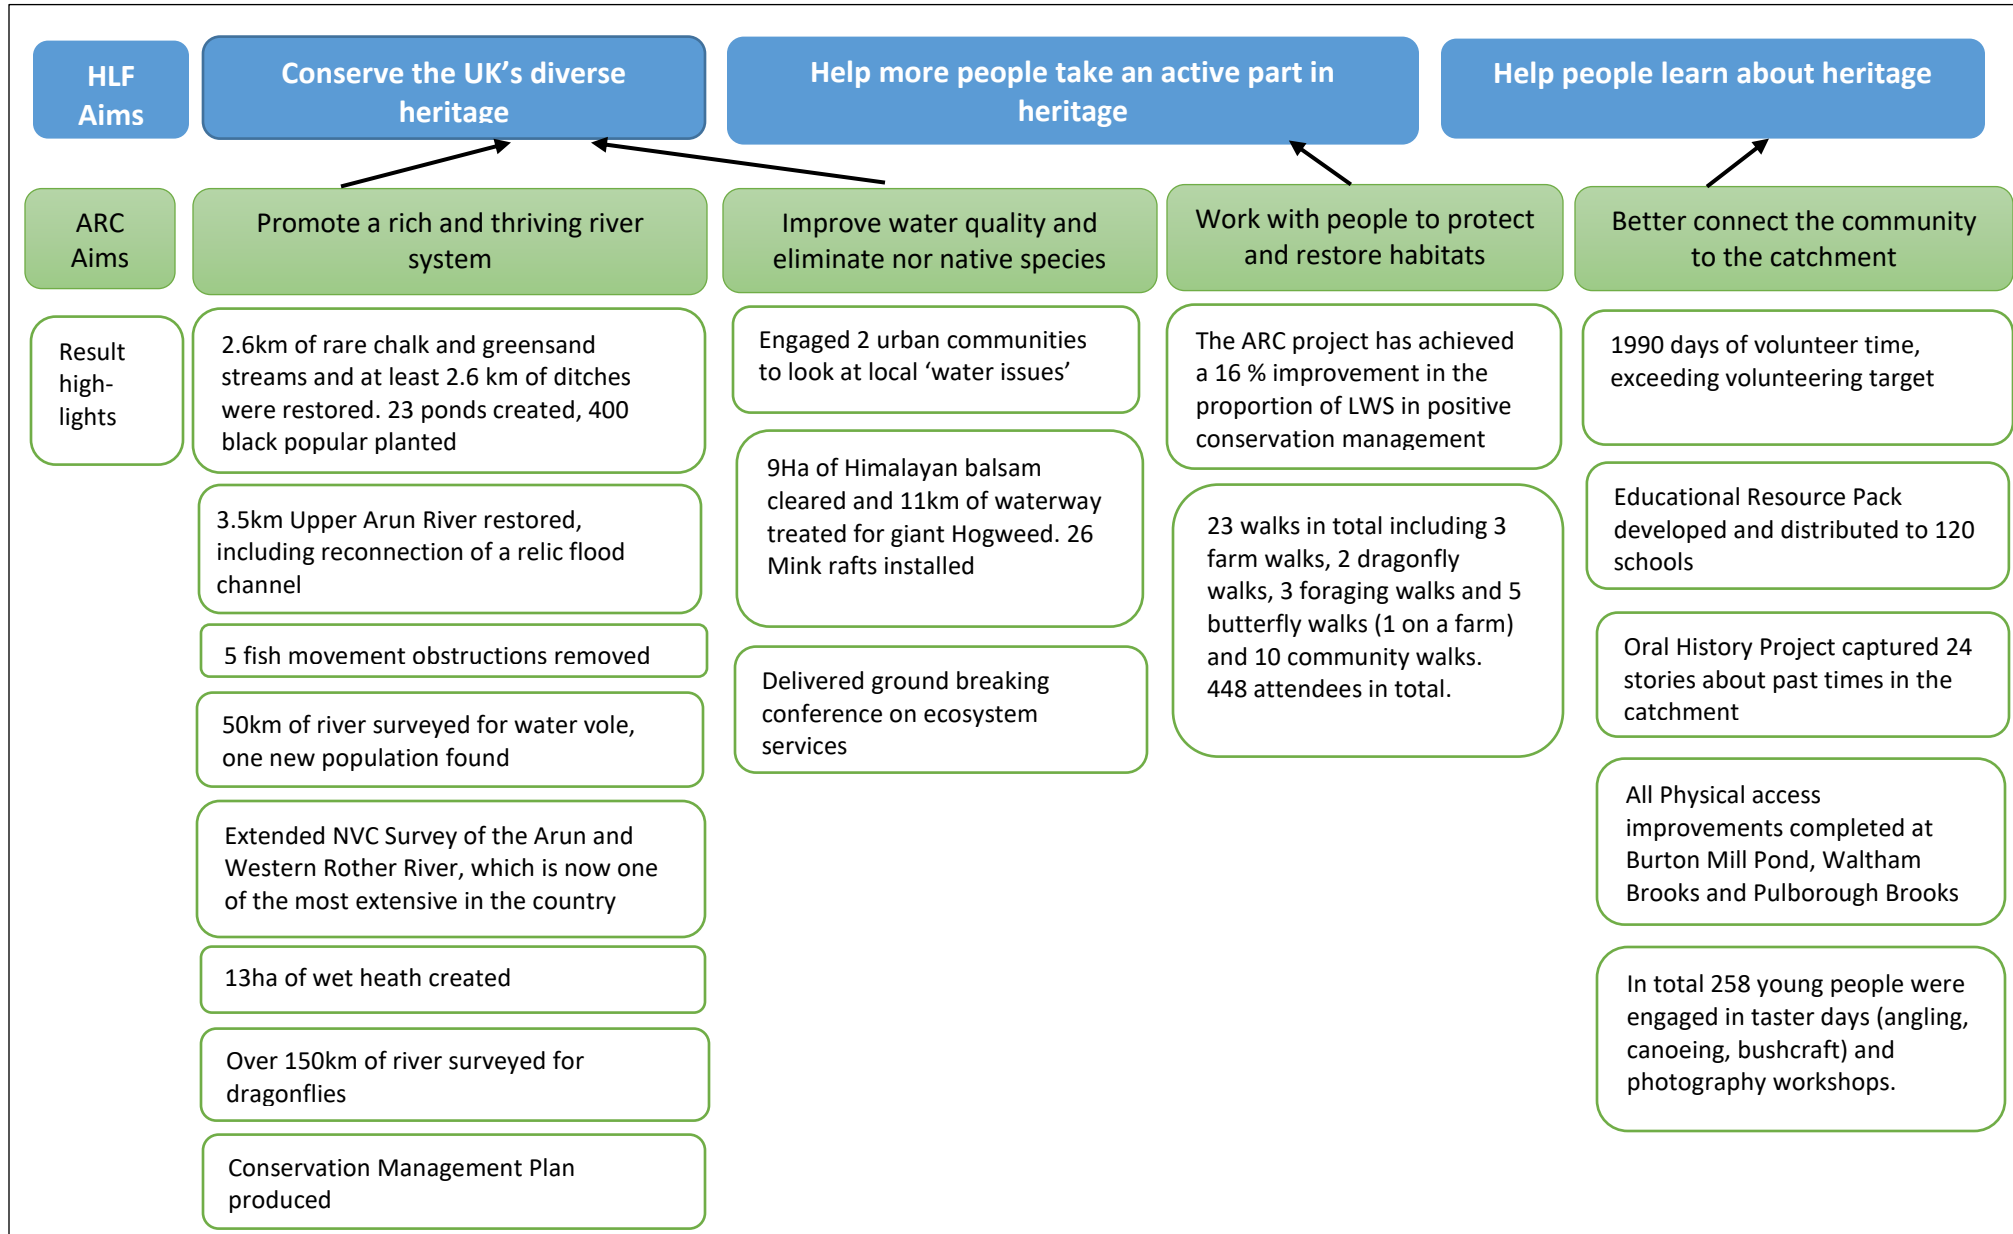 HLF
Aims
Conserve the UK's diverse
heritage
Help more people take an active part in
heritage
Help people learn about heritage
ARC
Aims
Promote a rich and thriving river
system
Improve water quality and
eliminate nor native species
Work with people to protect
and restore habitats
Better connect the community
to the catchment
Result
high-
lights
2.6km of rare chalk and greensand
streams and at least 2.6 km of ditches
were restored. 23 ponds created, 400
black popular planted
3.5km Upper Arun River restored,
including reconnection of a relic flood
channel
5 fish movement obstructions removed
50km of river surveyed for water vole,
one new population found
Extended NVC Survey of the Arun and
Western Rother River, which is now one
of the most extensive in the country
13ha of wet heath created
Over 150km of river surveyed for
dragonflies
Conservation Management Plan
produced
Engaged 2 urban communities
to look at local ‘water issues’
9Ha of Himalayan balsam
cleared and 11km of waterway
treated for giant Hogweed. 26
Mink rafts installed
Delivered ground breaking
conference on ecosystem
services
The ARC project has achieved
a 16 % improvement in the
proportion of LWS in positive
conservation management
23 walks in total including 3
farm walks, 2 dragonfly
walks, 3 foraging walks and 5
butterfly walks (1 on a farm)
and 10 community walks.
448 attendees in total.
1990 days of volunteer time,
exceeding volunteering target
Educational Resource Pack
developed and distributed to 120
schools
Oral History Project captured 24
stories about past times in the
catchment
All Physical access
improvements completed at
Burton Mill Pond, Waltham
Brooks and Pulborough Brooks
In total 258 young people were
engaged in taster days (angling,
canoeing, bushcraft) and
photography workshops.